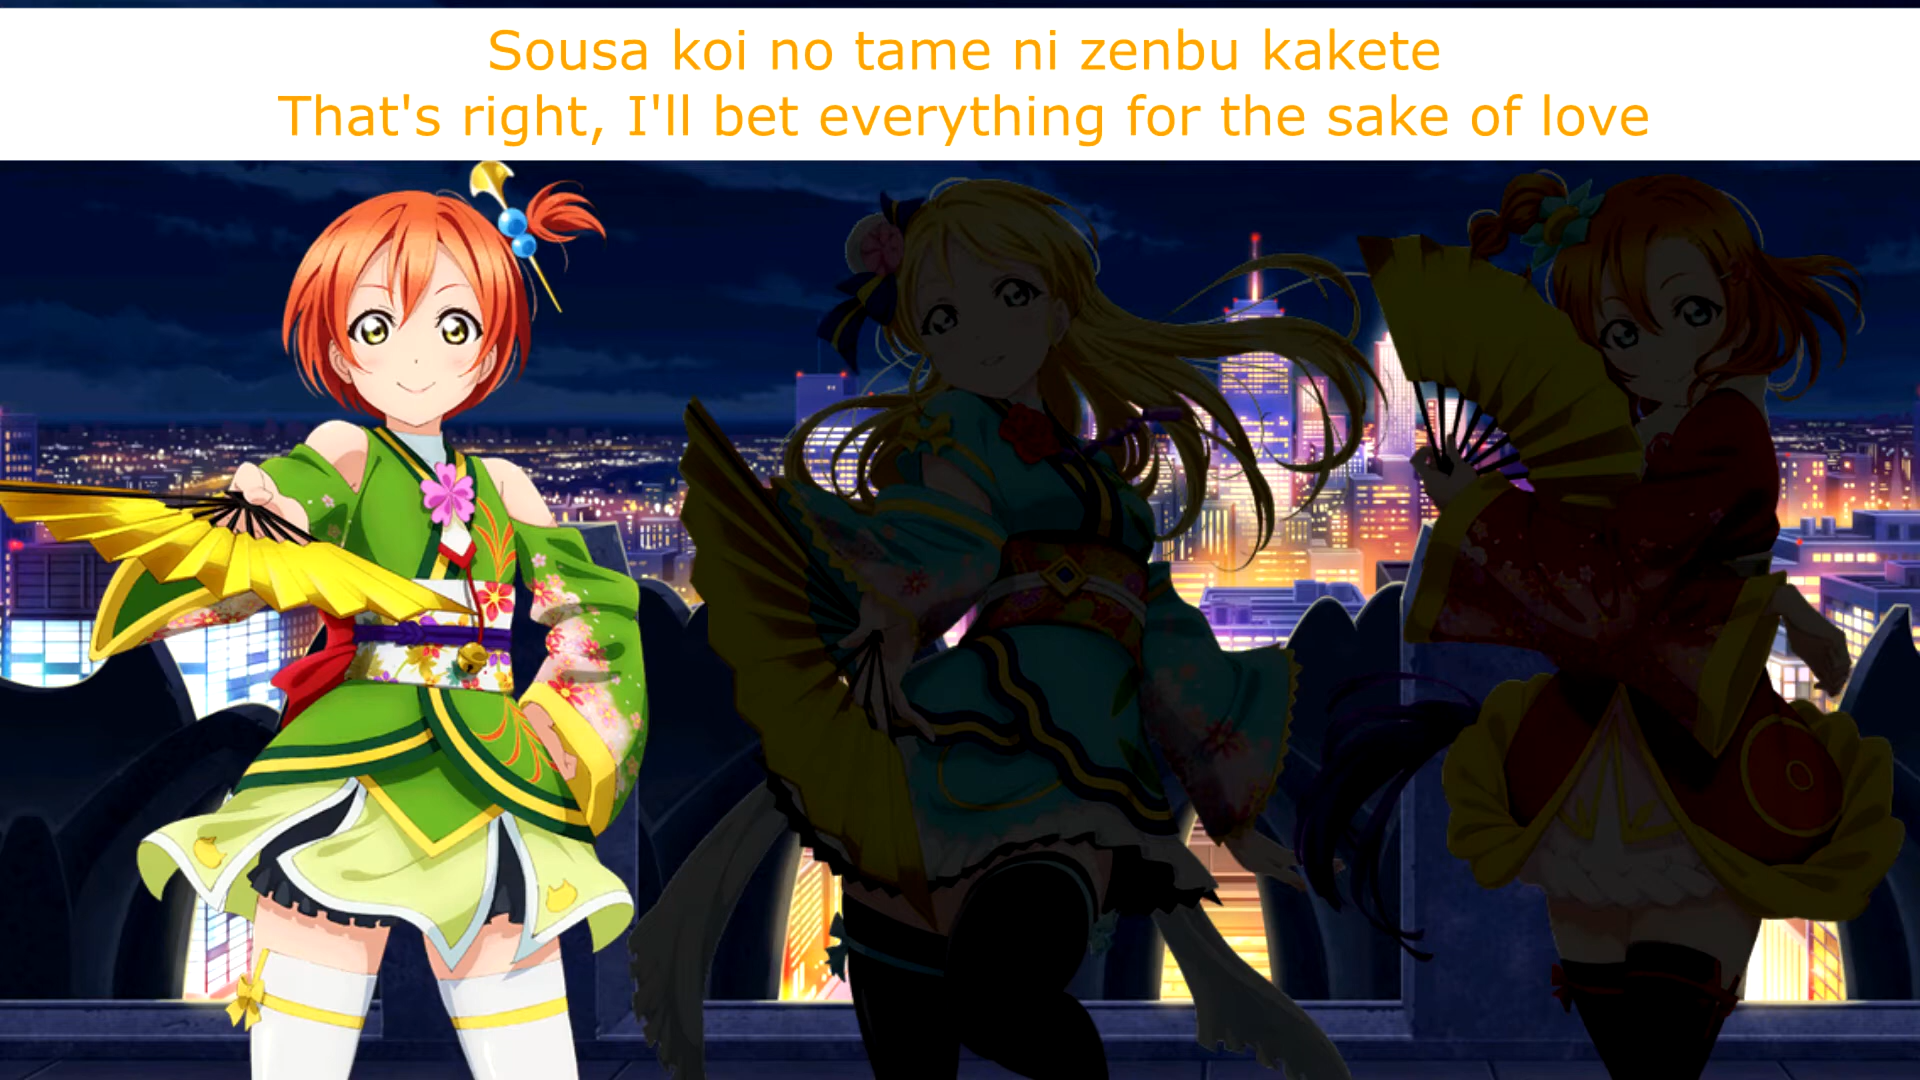 Sousa koi no tame ni zenbu kakete
That's right, I'll bet everything for the sake of love